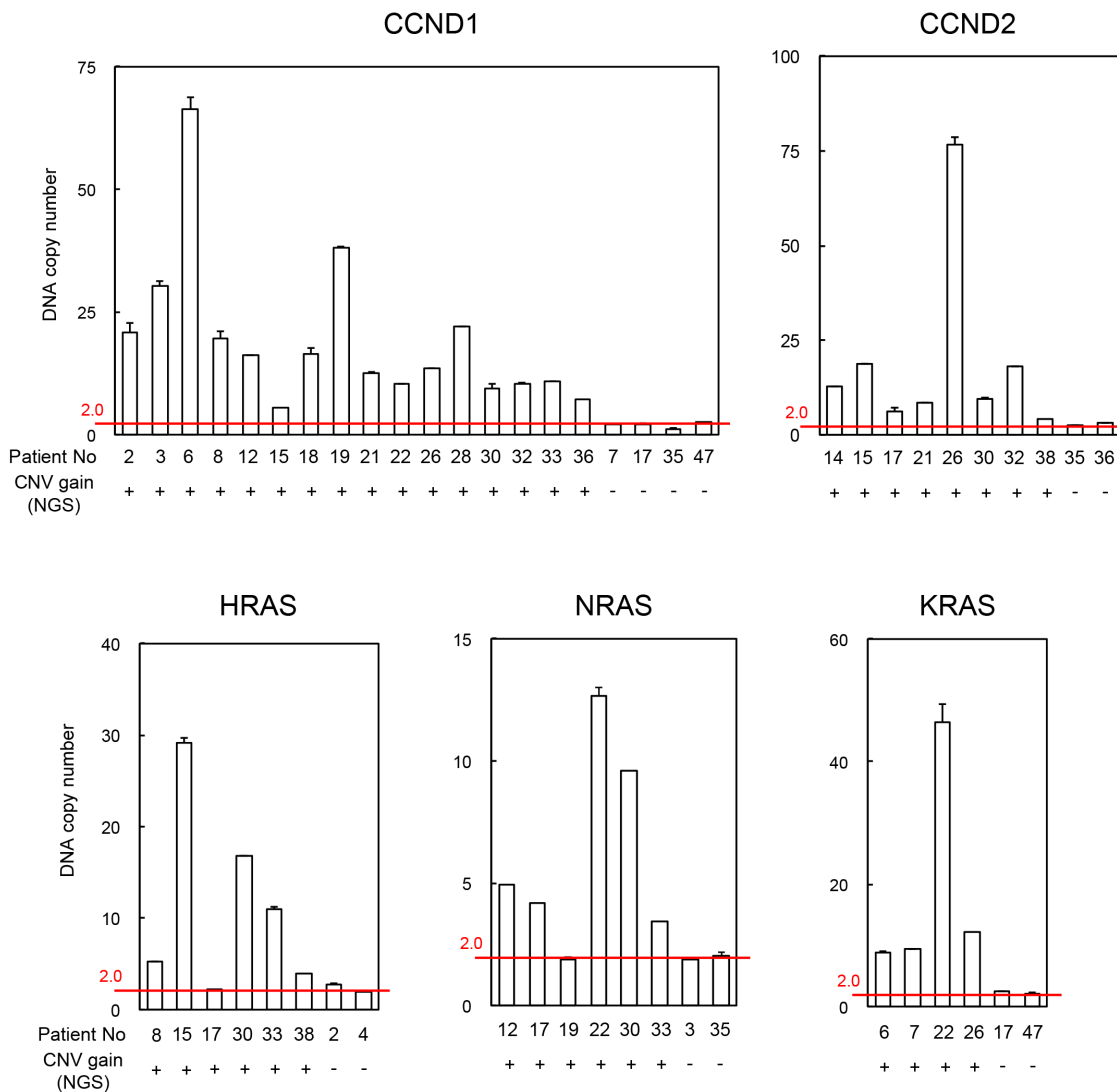 CCND1
75
50
25
0
DNA copy number
2.0
Patient No 2 3 6 8 12 15 18 19 21 22 26 28 30 32 33 36 7 17 35 47
CNV gain + + + + + + + + + + + + + + + + - - - -
(NGS)
CCND2
100
75
50
25
0
2.0
14 15 17 21 26 30 32 38 35 36
+ + + + + + + + - -
HRAS
40
30
20
10
0
DNA copy number
2.0
Patient No 8 15 17 30 33 38 2 4
CNV gain + + + + + + - -
(NGS)
NRAS
15
10
5
0
2.0
12 17 19 22 30 33 3 35
+ + + + + + - -
KRAS
60
40
20
0
2.0
6 7 22 26 17 47
+ + + + - -